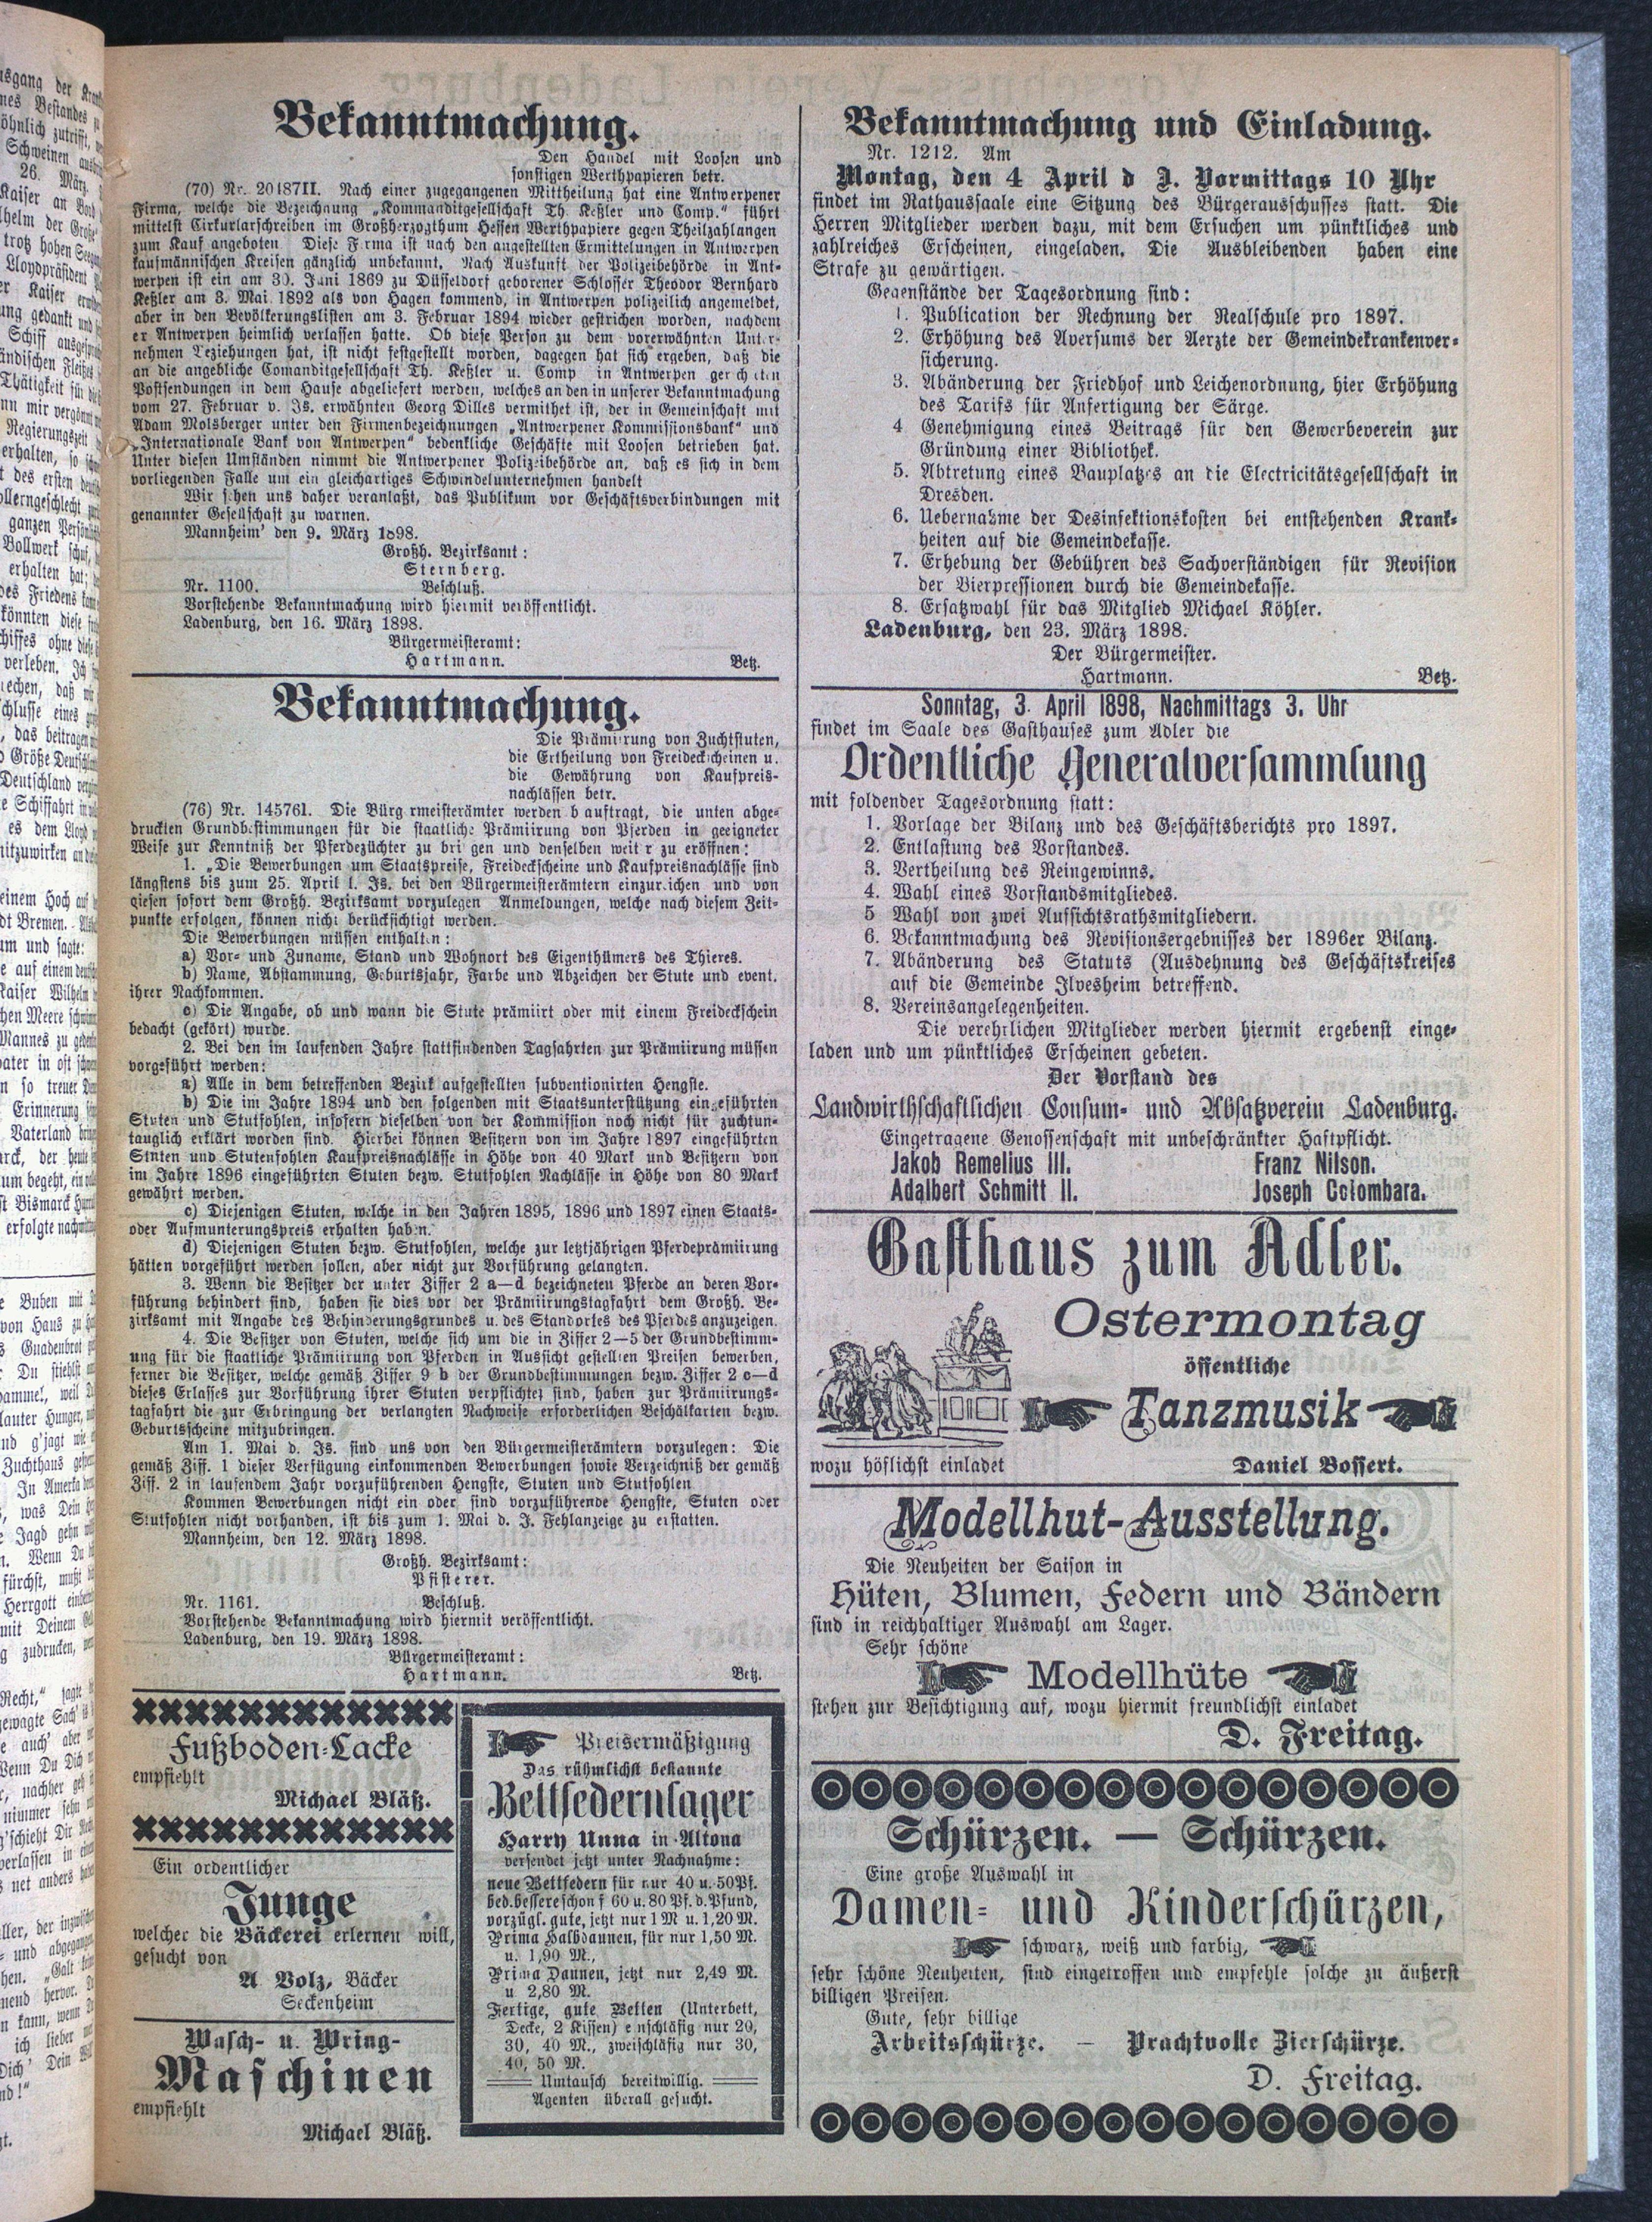 Bekanntmachung.
Den Handel mit Loosen und
sonstigen Werthpapieren betr.
(70) Nr. 20187II. Nach einer zugegangenen Mittheilung hat eine Antwerpener
Firma, welche die Bezeichnung „Kommanditgesellschaft Th. Keßler und Comp.“ führt
mittelst Cirkurlarschreiben im Großherzogthum Hessen Werthpapiere gegen Theilzahlangen
zum Kauf angeboten Diese F rma ist nach den angestellten Ermittelungen in Antwerpen
kaufmännischen Kreisen gänzlich unbekannt. Nach Auskunft der Polizeibehörde in Ant-
werpen ist ein am 30. Juni 1869 zu Düsseldorf geborener Schlosser Theodor Bernhard
Keßler am 3. Mai 1892 als von Hagen kommend, in Antwerpen polizeilich angemeldet,
aber in den Bevölkerungslisten am 3. Februar 1894 wieder gestrichen worden, nachdem
er Antwerpen heimlich verlassen hatte. Ob diese Person zu dem vorerwähnten Unter-
nehmen Beziehungen hat, ist nicht festgestellt worden, dagegen hat sich ergeben, daß die
an die angebliche Comanditgesellschaft Th. Keßler u. Comp in Antwerpen ger ch eten
Postsendungen in dem Hause abgeliefert werden, welches an den in unserer Bekanntmachung
vom 27. Februar v. Js. erwähnten Georg Dilles vermithet ist, der in Gemeinschaft mit
Adam Molsberger unter den Firmenbezeichnungen „Antwerpener Kommissionsbank“ und
„Internationale Bank von Antwerpen“ bedenkliche Geschäfte mit Loosen betrieben hat.
Unter diesen Umständen nimmt die Antwerpener Polizeibehörde an, daß es sich in dem
vorliegenden Falle um ein gleichartiges Schwindelunternehmen handelt
Wir sehen uns daher veranlaßt, das Publikum vor Geschäftsverbindungen mit
genannter Gesellschaft zu warnen.
Mannheim' den 9. März 1898.
Großh. Bezirksamt:
Sternberg.
Nr. 1100. Beschluß.
Vorstehende Bekanntmachung wird hiermit veröffentlicht.
Ladenburg, den 16. März 1898.
Bürgermeisteramt:
Hartmann. Betz.
Bekanntmachung.
Die Prämiirung von Zuchtstuten,
die Ertheilung von Freideckscheinen u.
die Gewährung von Kaufpreis-
nachlässen betr.
(76) Nr. 14576I. Die Bürg rmeisterämter werden b auftragt, die unten abge-
druckten Grundbestimmungen für die staatliche Prämiirung von Pferden in geeigneter
Weise zur Kenntniß der Pferdezüchter zu bri gen und denselben weit r zu eröffnen:
1. „Die Bewerbungen um Staatspreise, Freideckscheine und Kaufpreisnachlässe sind
längstens bis zum 25. April l. Js. bei den Bürgermeisterämtern einzureichen und von
diesen sofort dem Großh. Bezirksamt vorzulegen Anmeldungen, welche nach diesem Zeit-
punkte erfolgen, können nicht berücksichtigt werden.
Die Bewerbungen müssen enthalten:
a) Vor- und Zuname, Stand und Wohnort des Eigenthümers des Thieres.
b) Name, Abstammung, Geburtsjahr, Farbe und Abzeichen der Stute und event.
ihrer Nachkommen.
c) Die Angabe, ob und wann die Stute prämiirt oder mit einem Freideckschein
bedacht (gekört) wurde.
2. Bei den im laufenden Jahre stattfindenden Tagfahrten zur Prämiirung müssen
vorgeführt werden:
a) Alle in dem betreffenden Bezirk aufgestellten subventionirten Hengste.
b) Die im Jahre 1894 und den folgenden mit Staatsunterstützung eingeführten
Stuten und Stutfohlen, insofern dieselben von der Kommission noch nicht für zuchtun-
tauglich erklärt worden sind. Hierbei können Besitzern von im Jahre 1897 eingeführten
Stnten und Stutenfohlen Kaufpreisnachlässe in Höhe von 40 Mark und Besitzern von
im Jahre 1896 eingeführten Stuten bezw. Stutfohlen Nachlässe in Höhe von 80 Mark
gewährt werden.
c) Diejenigen Stuten, welche in den Jahren 1895, 1896 und 1897 einen Staats-
oder Aufmunterungspreis erhalten haben.
d) Diejenigen Stuten bezw. Stutfohlen, welche zur letztjährigen Pferdeprämiirung
hätten vorgeführt werden sollen, aber nicht zur Vorführung gelangten.
3. Wenn die Besitzer der unter Ziffer 2 a—d bezeichneten Pferde an deren Vor-
führung behindert sind, haben sie dies vor der Prämiirungstagfahrt dem Großh. Be-
zirksamt mit Angabe des Behinderungsgrundes u. des Standortes des Pferdes anzuzeigen.
4. Die Besitzer von Stuten, welche sich um die in Ziffer 2—5 der Grundbestimm-
ung für die staatliche Prämiirung von Pferden in Aussicht gestellten Preisen bewerben,
ferner die Besitzer, welche gemäß Ziffer 9 b der Grundbestimmungen bezw. Ziffer 2 c—d
dieses Erlasses zur Vorführung ihrer Stuten verpflichtet sind, haben zur Prämiirungs-
tagfahrt die zur Erbringung der verlangten Nachweise erforderlichen Beschälkarten bezw.
Geburtsscheine mitzubringen.
Am 1. Mai d. Js. sind uns von den Bürgermeisterämtern vorzulegen: Die
gemäß Ziff. 1 dieser Verfügung einkommenden Bewerbungen sowie Verzeichniß der gemäß
Ziff. 2 in laufendem Jahr vorzuführenden Hengste, Stuten und Stutfohlen
Kommen Bewerbungen nicht ein oder sind vorzuführende Hengste, Stuten oder
Stutfohlen nicht vorhanden, ist bis zum 1. Mai d. J. Fehlanzeige zu erstatten.
Mannheim, den 12. März 1898.
Großh. Bezirksamt:
Pfisterer.
Nr. 1161. Beschluß.
Vorstehende Bekanntmachung wird hiermit veröffentlicht.
Ladenburg, den 19. März 1898.
Bürgermeisteramt:
Hartmann. Betz.
Fußboden-Lacke
empfiehlt
Michael Bläß.
Ein ordentlicher
Junge
welcher die Bäckerei erlernen will,
gesucht von
A Volz, Bäcker
Seckenheim
Wasch- u. Wring-
Maschinen
empfiehlt
Michael Bläß.
Preisermäßigung
Das rühmlichst bekannte
Bettfedernlager
Harry Unna in Altona
versendet jetzt unter Nachnahme:
neue Bettfedern für nur 40 u. 50 Pf.
bed. bessere schon f 60 u. 80 Pf. d. Pfund,
vorzügl. gute, jetzt nur 1 M u. 1,20 M.
Prima Halbdaunen, für nur 1,50 M.
u. 1,90 M.,
Prima Daunen, jetzt nur 2,49 M.
u 2,80 M.
Fertige, gute Betten (Unterbett,
Decke, 2 Kissen) e nschläfig nur 20,
30, 40 M., zweischläfig nur 30,
40, 50 M.
Umtausch bereitwillig.
Agenten überall gesucht.
Bekanntmachung und Einladung.
Nr. 1212. Am
Montag, den 4 April d J. Vormittags 10 Uhr
findet im Rathaussaale eine Sitzung des Bürgerausschusses statt. Die
Herren Mitglieder werden dazu, mit dem Ersuchen um pünktliches und
zahlreiches Erscheinen, eingeladen. Die Ausbleibenden haben eine
Strafe zu gewärtigen.
Gegenstände der Tagesordnung sind:
1. Publication der Rechnung der Realschule pro 1897.
2. Erhöhung des Aversums der Aerzte der Gemeindekrankenver-
sicherung.
3. Abänderung der Friedhof und Leichenordnung, hier Erhöhung
des Tarifs für Anfertigung der Särge.
4 Genehmigung eines Beitrags für den Gewerbeverein zur
Gründung einer Bibliothek.
5. Abtretung eines Bauplatzes an die Electricitätsgesellschaft in
Dresden.
6. Uebernahme der Desinfektionskosten bei entstehenden Krank-
heiten auf die Gemeindekasse.
7. Erhebung der Gebühren des Sachverständigen für Revision
der Bierpressionen durch die Gemeindekasse.
8. Ersatzwahl für das Mitglied Michael Köhler.
Ladenburg, den 23. März 1898.
Der Bürgermeister.
Hartmann. Betz.
Sonntag, 3. April 1898, Nachmittags 3. Uhr
findet im Saale des Gasthauses zum Adler die
Ordentliche Generalversammlung
mit foldender Tagesordnung statt:
1. Vorlage der Bilanz und des Geschäftsberichts pro 1897.
2. Entlastung des Vorstandes.
3. Vertheilung des Reingewinns.
4. Wahl eines Vorstandsmitgliedes.
5 Wahl von zwei Aufsichtsrathsmitgliedern.
6. Bekanntmachung des Revisionsergebnisses der 1896er Bilanz.
7. Abänderung des Statuts (Ausdehnung des Geschäftskreises
auf die Gemeinde Ilvesheim betreffend.
8. Vereinsangelegenheiten.
Die verehrlichen Mitglieder werden hiermit ergebenst einge-
laden und um pünktliches Erscheinen gebeten.
Der Vorstand des
Landwirthschaftlichen Consum- und Absatzverein Ladenburg.
Eingetragene Genossenschaft mit unbeschränkter Haftpflicht.
Jakob Remelius III. Franz Nilson.
Adalbert Schmitt II. Joseph Colombara.
Gasthaus zum Adler.
Ostermontag
öffentliche
Tanzmusik
wozu höflichst einladet Daniel Bossert.
Modellhut-Ausstellung.
Die Neuheiten der Saison in
Hüten, Blumen, Federn und Bändern
sind in reichhaltiger Auswahl am Lager.
Sehr schöne
Modellhüte
stehen zur Besichtigung auf, wozu hiermit freundlichst einladet
D. Freitag.
Schürzen. — Schürzen.
Eine große Auswahl in
Damen- und Kinderschürzen,
schwarz, weiß und farbig,
sehr schöne Neuheiten, sind eingetroffen und empfehle solche zu äußerst
billigen Preisen.
Gute, sehr billige
Arbeitsschürze. — Prachtvolle Zierschürze.
D. Freitag.